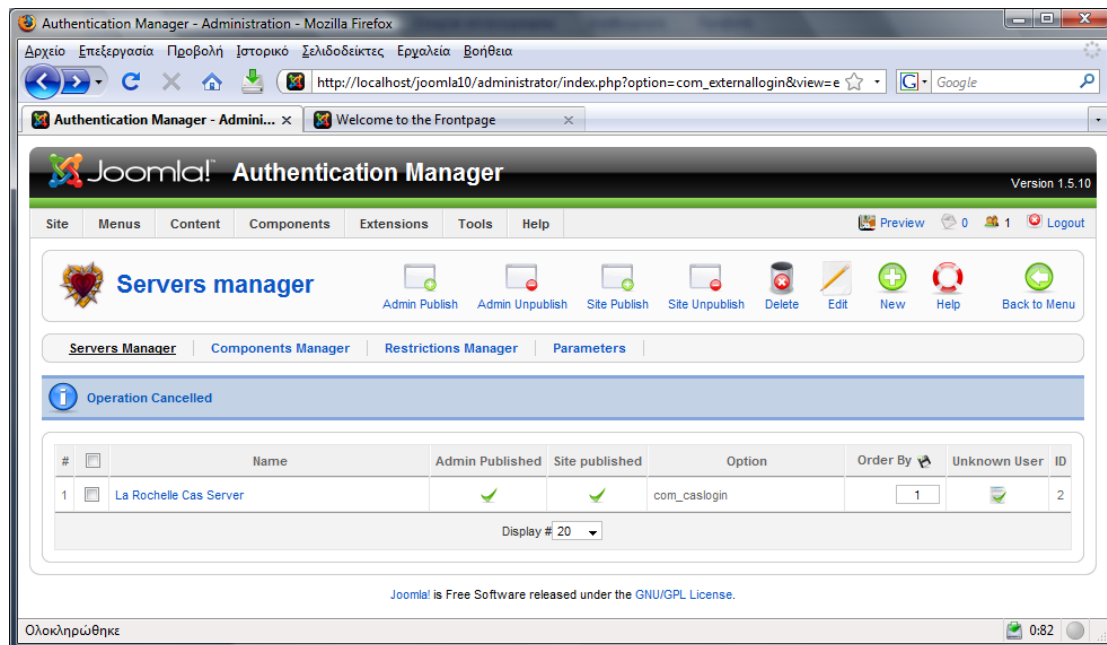 Authentication Manager - Administration - Mozilla Firefox
Αρχείο Επεξεργασία Προβολή Ιστορικό Σελιδοδείκτες Εργαλεία Βοήθεια
http://localhost/joomla10/administrator/index.php?option=com_externallogin&view=e G Google
Authentication Manager - Admini... Welcome to the Frontpage
Joomla! Authentication Manager
Version 1.5.10
Site Menus Content Components Extensions Tools Help Preview 0 1 Logout
Servers manager
Admin Publish Admin Unpublish Site Publish Site Unpublish Delete Edit New Help Back to Menu
Servers Manager Components Manager Restrictions Manager Parameters
Operation Cancelled
# Name Admin Published Site published Option Order By Unknown User ID
1 La Rochelle Cas Server com_caslogin 1 2
Display # 20
Joomla! is Free Software released under the GNU/GPL License.
Ολοκληρώθηκε 0:82